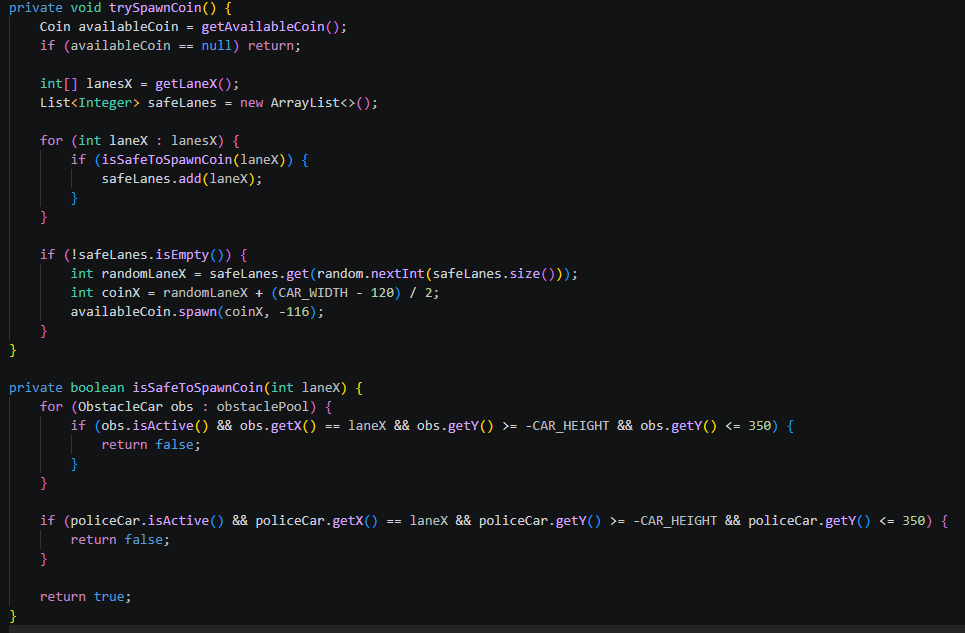 private void trySpawnCoin() {
    Coin availableCoin = getAvailableCoin();
    if (availableCoin == null) return;

    int[] lanesX = getLaneX();
    List<Integer> safeLanes = new ArrayList<>();

    for (int laneX : lanesX) {
        if (isSafeToSpawnCoin(laneX)) {
            safeLanes.add(laneX);
        }
    }

    if (!safeLanes.isEmpty()) {
        int randomLaneX = safeLanes.get(random.nextInt(safeLanes.size()));
        int coinX = randomLaneX + (CAR_WIDTH - 120) / 2;
        availableCoin.spawn(coinX, -116);
    }
}

private boolean isSafeToSpawnCoin(int laneX) {
    for (ObstacleCar obs : obstaclePool) {
        if (obs.isActive() && obs.getX() == laneX && obs.getY() >= -CAR_HEIGHT && obs.getY() <= 350) {
            return false;
        }
    }

    if (policeCar.isActive() && policeCar.getX() == laneX && policeCar.getY() >= -CAR_HEIGHT && policeCar.getY() <= 350) {
        return false;
    }

    return true;
}